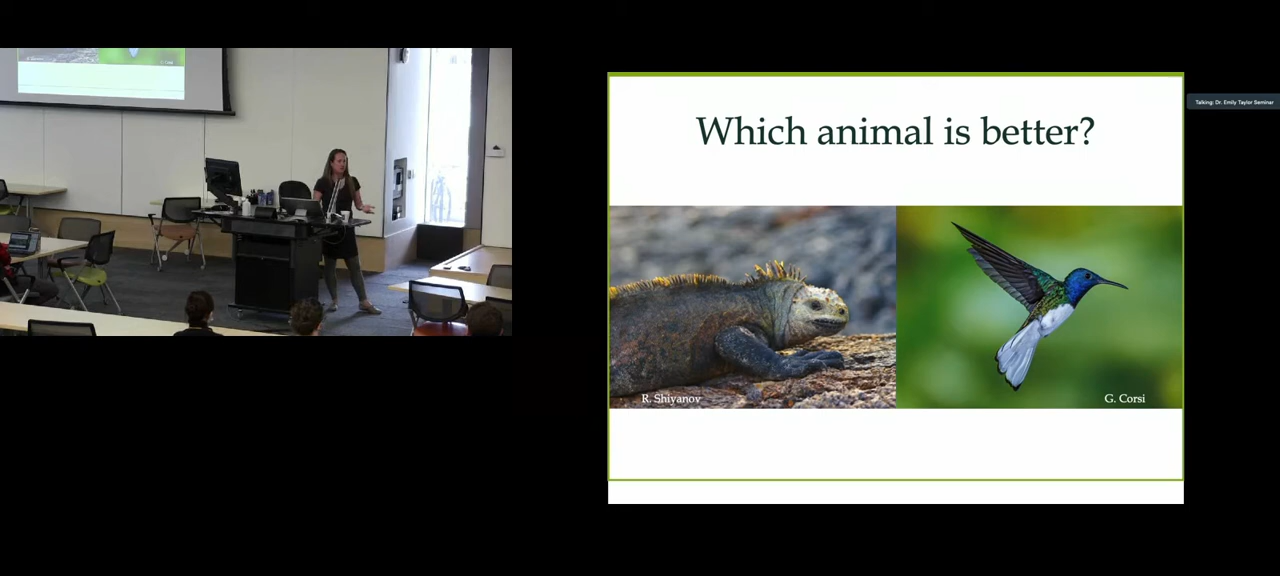 Which animal is better?
R. Shivanov
G. Corsi
Talking: Dr. Emily Taylor Seminar